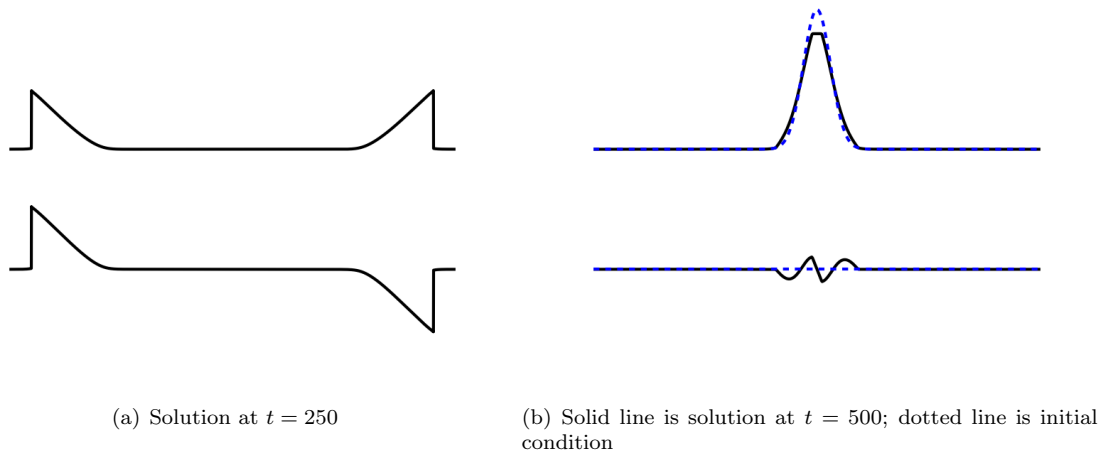 (a) Solution at t = 250
(b) Solid line is solution at t = 500; dotted line is initial
condition